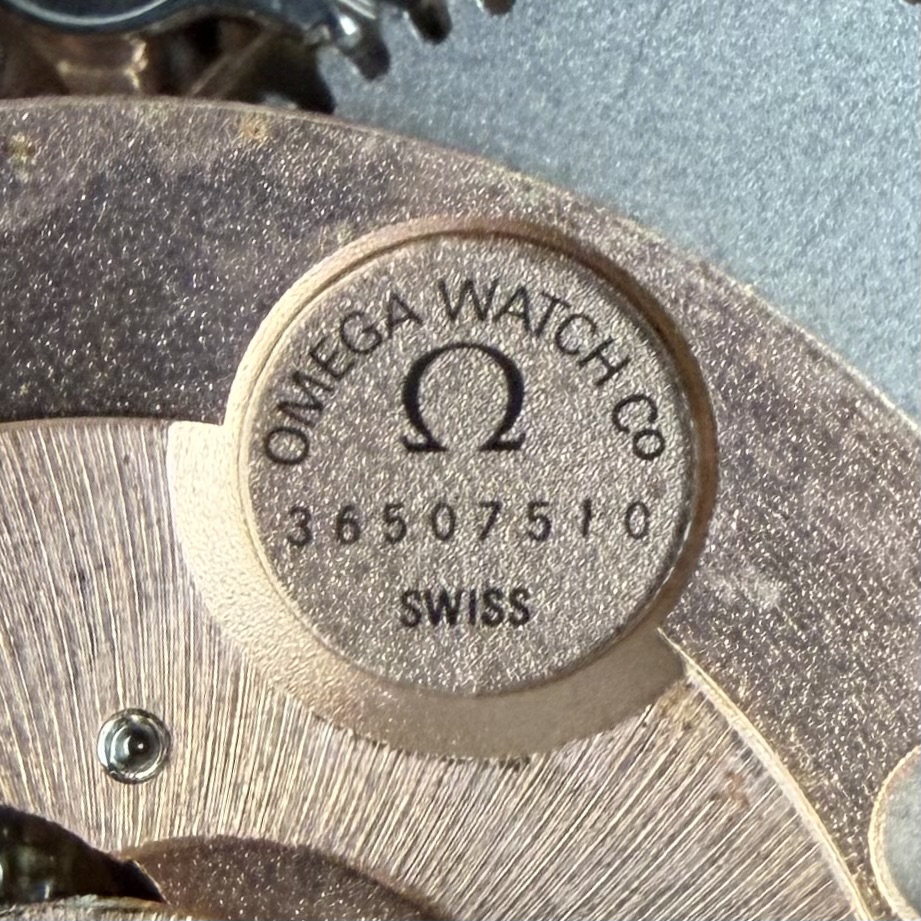 OMEGA WATCH Co
Ω
36507510
SWISS